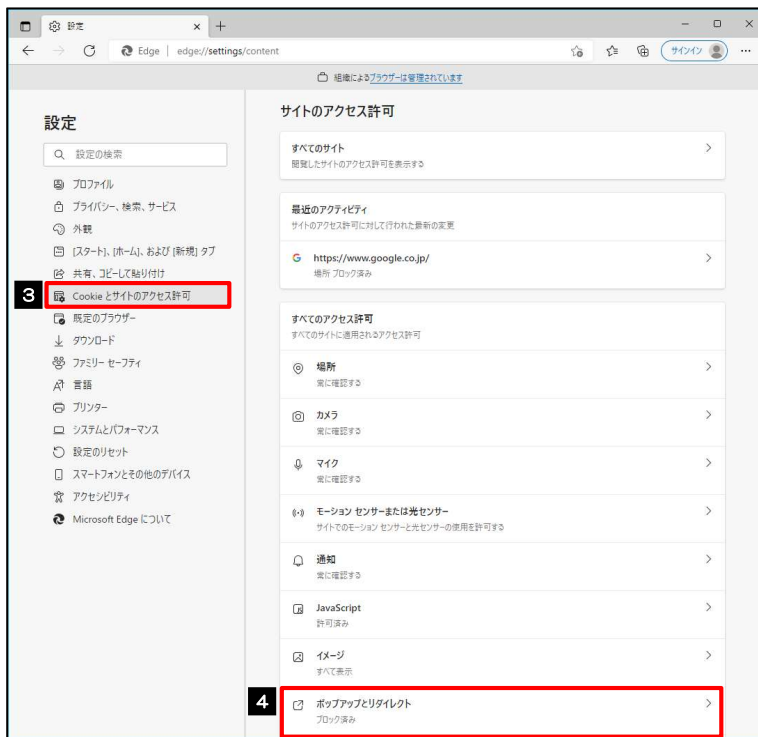 設定
Edge
edge://settings/content
サインイン
組織によるブラウザーは管理されています
設定
設定の検索
プロファイル
プライバシー、検索、サービス
外観
[スタート]、[ホーム]、および [新規] タブ
共有、コピーして貼り付け
3
Cookie とサイトのアクセス許可
既定のブラウザー
ダウンロード
ファミリー セーフティ
言語
プリンター
システムとパフォーマンス
設定のリセット
スマートフォンとその他のデバイス
アクセシビリティ
Microsoft Edge について
サイトのアクセス許可
すべてのサイト
閲覧したサイトのアクセス許可を表示する
最近のアクティビティ
サイトのアクセス許可に対して行われた最新の変更
https://www.google.co.jp/
場所 ブロック済み
すべてのアクセス許可
すべてのサイトに適用されるアクセス許可
場所
常に確認する
カメラ
常に確認する
マイク
常に確認する
モーション センサーまたは光センサー
サイトでのモーション センサーと光センサーの使用を許可する
通知
常に確認する
JavaScript
許可済み
イメージ
すべて表示
4
ポップアップとリダイレクト
ブロック済み